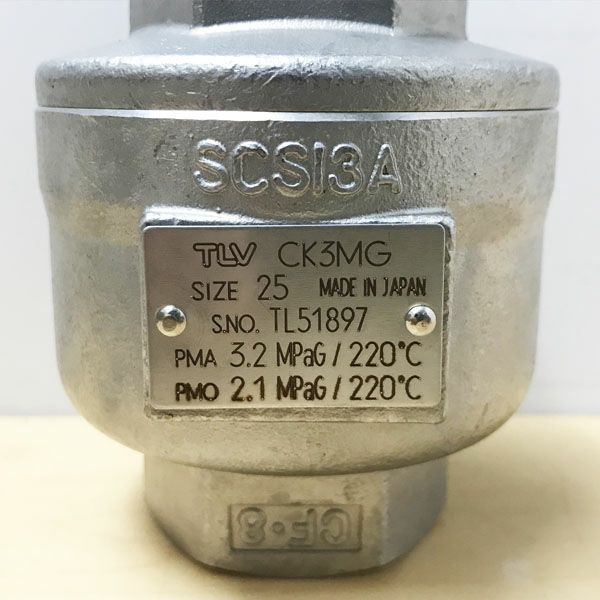 SCS13A
TLV CK3MG
SIZE 25 MADE IN JAPAN
S.NO. TL51897
PMA 3.2 MPaG / 220°C
PMO 2.1 MPaG / 220°C
CF·8